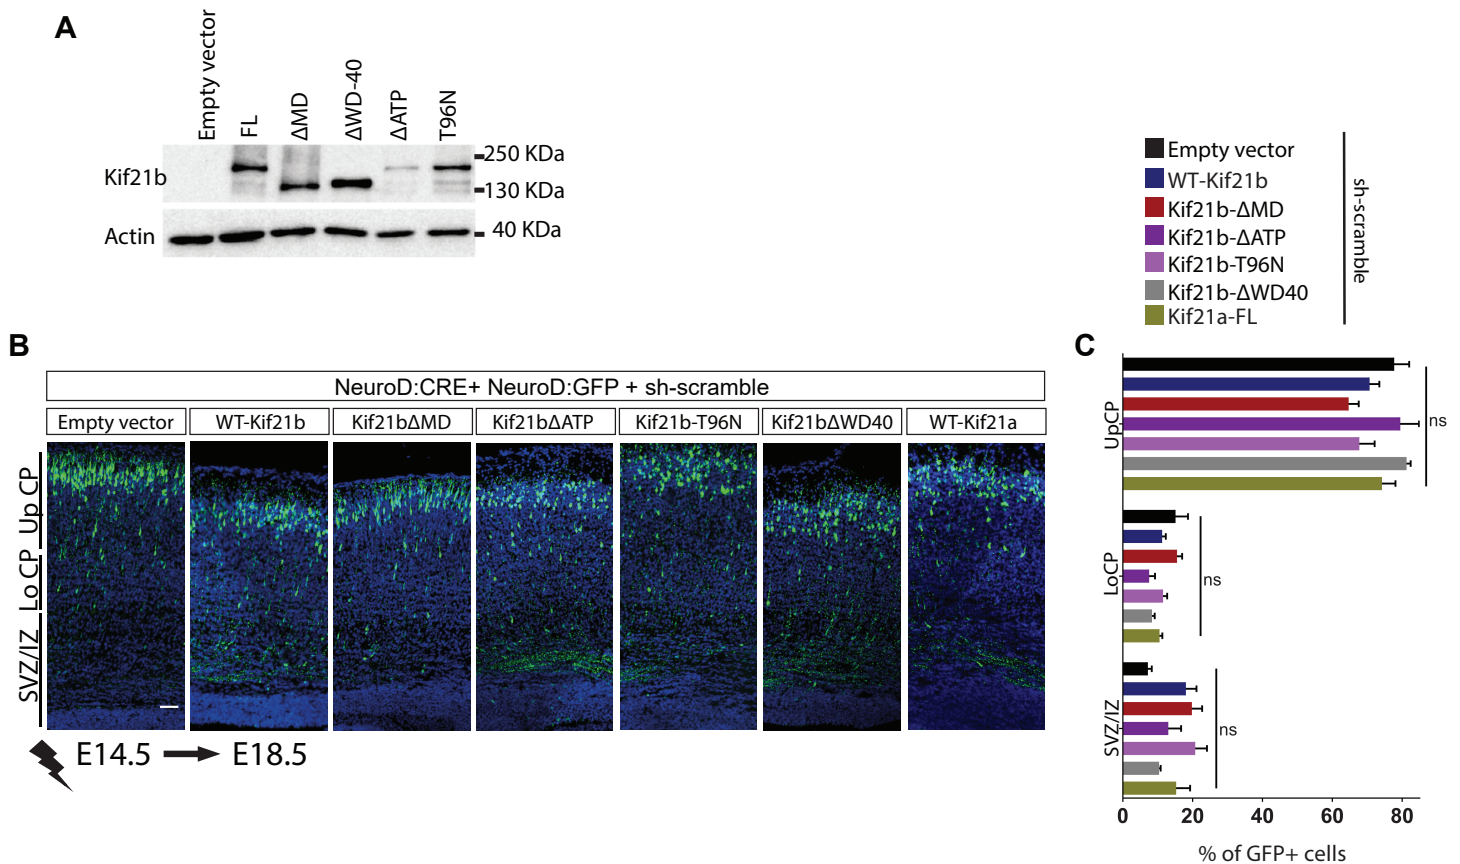 A
Empty vector
FL
ΔMD
ΔWD-40
ΔATP
T96N
Kif21b
250 KDa
130 KDa
Actin
40 KDa
Empty vector
WT-Kif21b
Kif21b-ΔMD
Kif21b-ΔATP
Kif21b-T96N
Kif21b-ΔWD40
Kif21a-FL
sh-scramble
B
NeuroD:CRE+ NeuroD:GFP + sh-scramble
Empty vector
WT-Kif21b
Kif21bΔMD
Kif21bΔATP
Kif21b-T96N
Kif21bΔWD40
WT-Kif21a
Up CP
Lo CP
SVZ/IZ
E14.5
E18.5
C
UpCP
ns
LoCP
ns
SVZ/IZ
ns
0 20 40 60 80
% of GFP+ cells